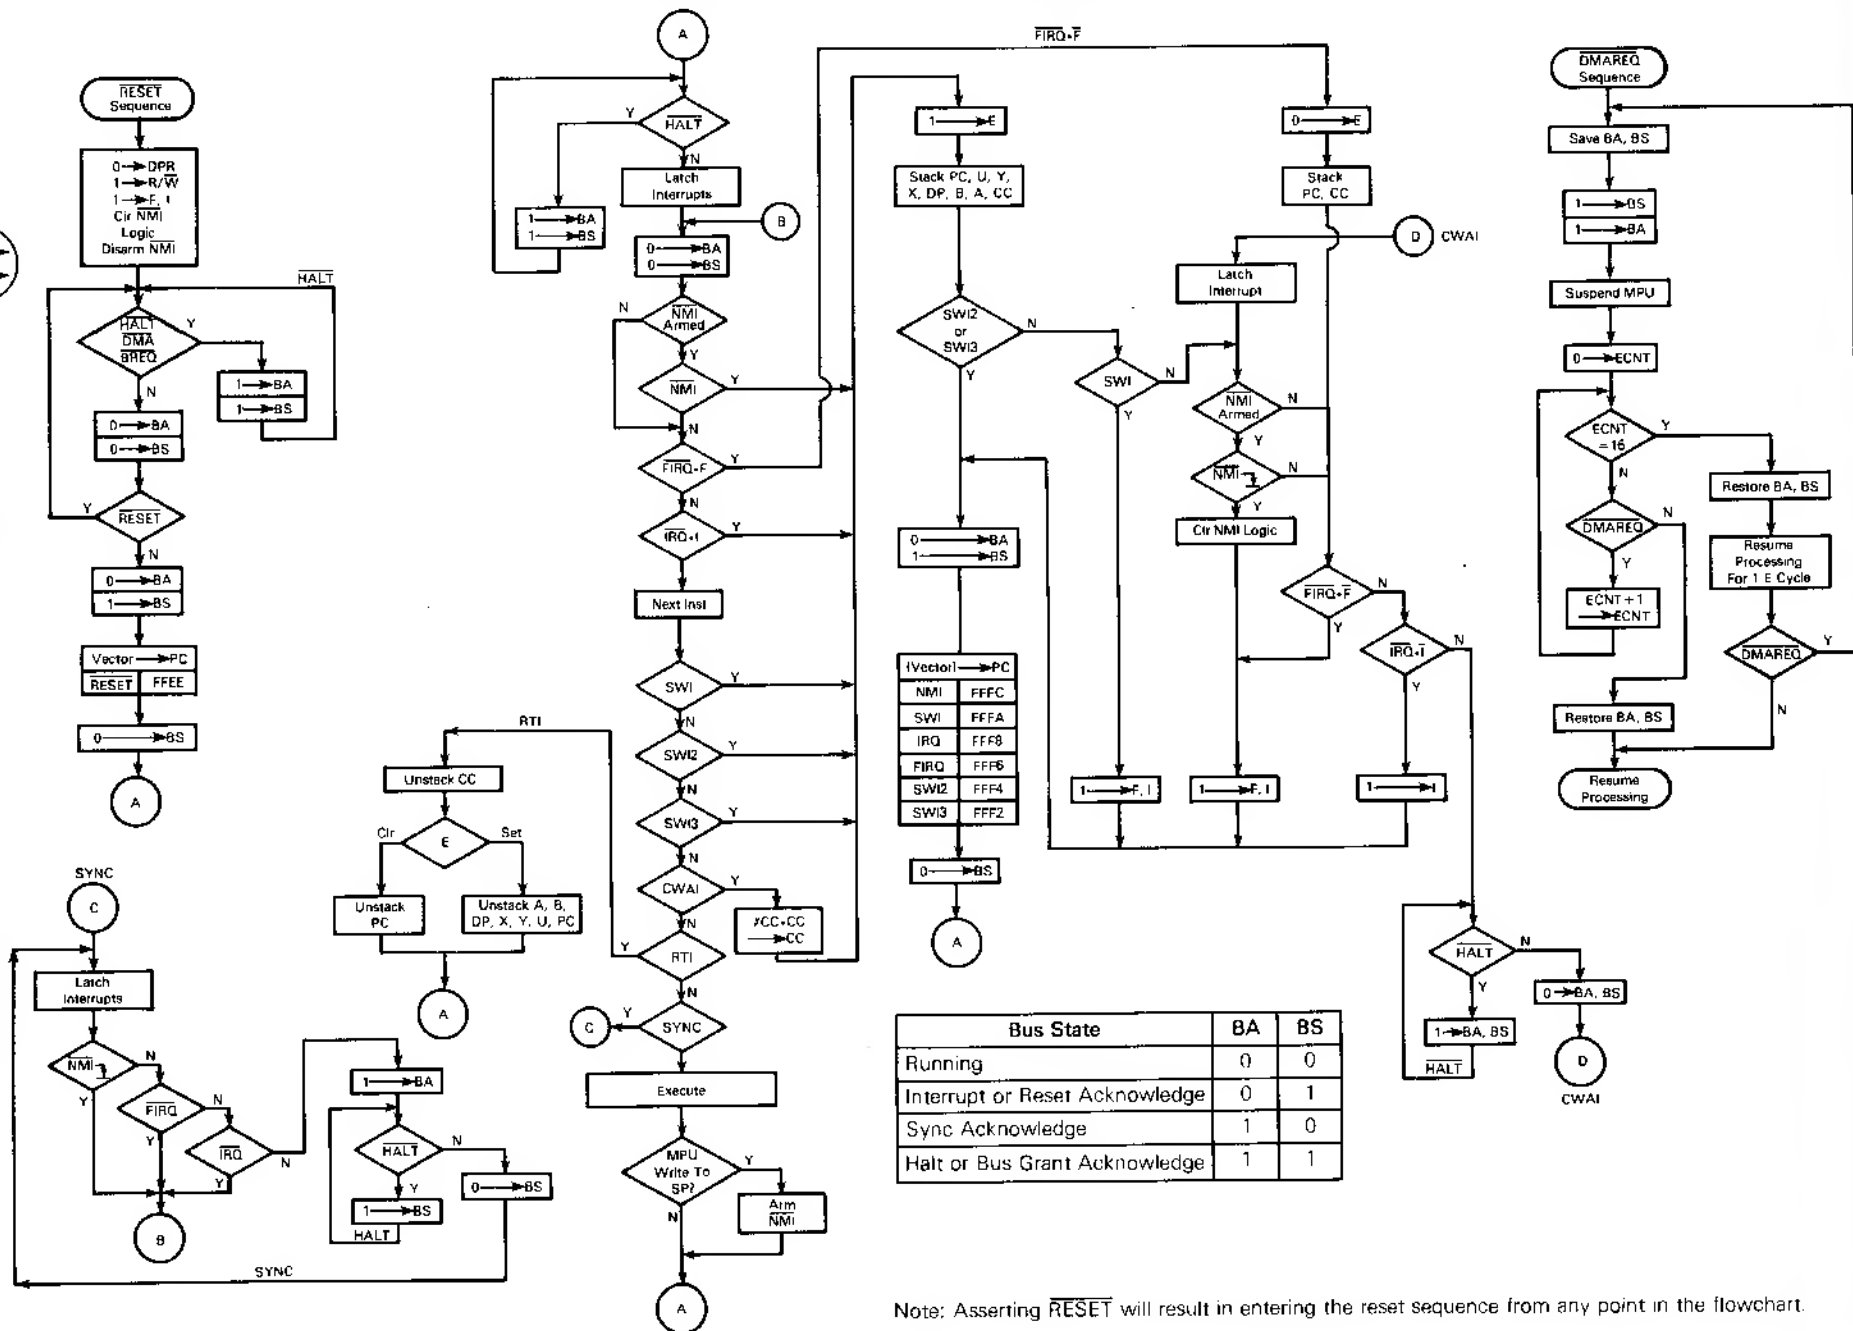 RESET
Sequence
0→DPR
1→R/W
1→F, I
Clr NMI
Logic
Disarm NMI
HALT
HALT
DMA
BREQ
Y
N
1→BA
1→BS
0→BA
0→BS
RESET
Y
N
0→BA
1→BS
Vector→PC
RESET FFEE
0→BS
A
SYNC
C
Latch
Interrupts
NMI
N
Y
FIRQ
N
Y
IRQ
N
Y
B
1→BA
HALT
N
Y
1→BS
HALT
0→BS
SYNC
RTI
Unstack CC
E
Clr
Set
Unstack
PC
Unstack A, B,
DP, X, Y, U, PC
A
A
HALT
Y
N
1→BA
1→BS
Latch
Interrupts
B
0→BA
0→BS
NMI
Armed
N
Y
NMI
Y
N
FIRQ•F
Y
N
IRQ•I
Y
N
Next Inst
SWI
Y
N
SWI2
Y
N
SWI3
Y
N
CWAI
Y
N
CC•CC
→CC
RTI
Y
N
SYNC
Y
C
Execute
MPU
Write To
SP?
Y
N
Arm
NMI
A
FIRQ•F
1→E
Stack PC, U, Y,
X, DP, B, A, CC
SWI2
or
SWI3
N
Y
SWI
N
Y
0→BA
1→BS
[Vector]→PC
NMI FFFC
SWI FFFA
IRQ FFF8
FIRQ FFF6
SWI2 FFF4
SWI3 FFF2
0→BS
A
0→E
Stack
PC, CC
D CWAI
Latch
Interrupt
NMI
Armed
N
Y
NMI
N
Y
Clr NMI Logic
FIRQ•F
N
Y
IRQ•I
N
Y
1→F, I
1→F, I
1→I
HALT
N
Y
1→BA, BS
HALT
0→BA, BS
D
CWAI
DMAREQ
Sequence
Save BA, BS
1→BS
1→BA
Suspend MPU
0→ECNT
ECNT
=16
Y
N
DMAREQ
N
Y
ECNT+1
→ECNT
Restore BA, BS
Resume
Processing
For 1 E Cycle
DMAREQ
Y
N
Restore BA, BS
Resume
Processing
Bus State BA BS
Running 0 0
Interrupt or Reset Acknowledge 0 1
Sync Acknowledge 1 0
Halt or Bus Grant Acknowledge 1 1
Note: Asserting RESET will result in entering the reset sequence from any point in the flowchart.